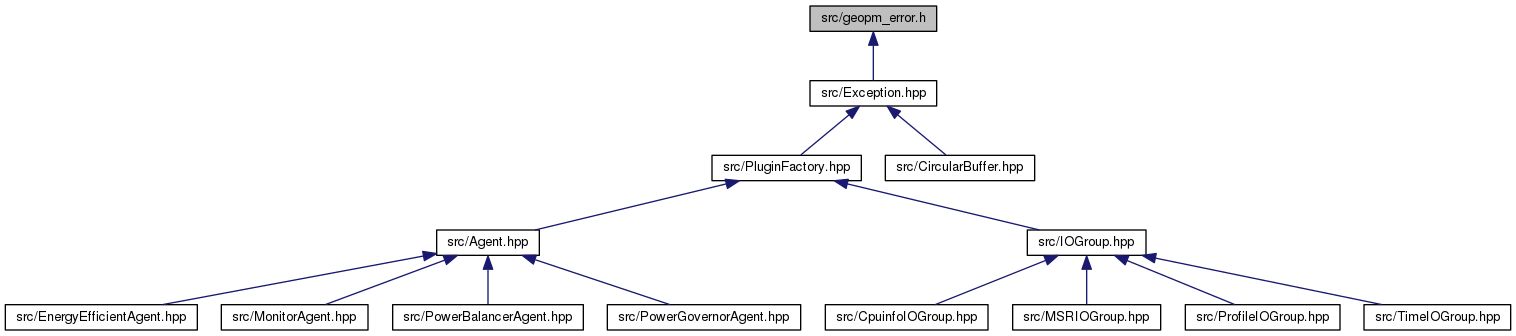 src/geopm_error.h
src/Exception.hpp
src/PluginFactory.hpp
src/CircularBuffer.hpp
src/Agent.hpp
src/IOGroup.hpp
src/EnergyEfficientAgent.hpp
src/MonitorAgent.hpp
src/PowerBalancerAgent.hpp
src/PowerGovernorAgent.hpp
src/CpuinfoIOGroup.hpp
src/MSRIOGroup.hpp
src/ProfileIOGroup.hpp
src/TimeIOGroup.hpp